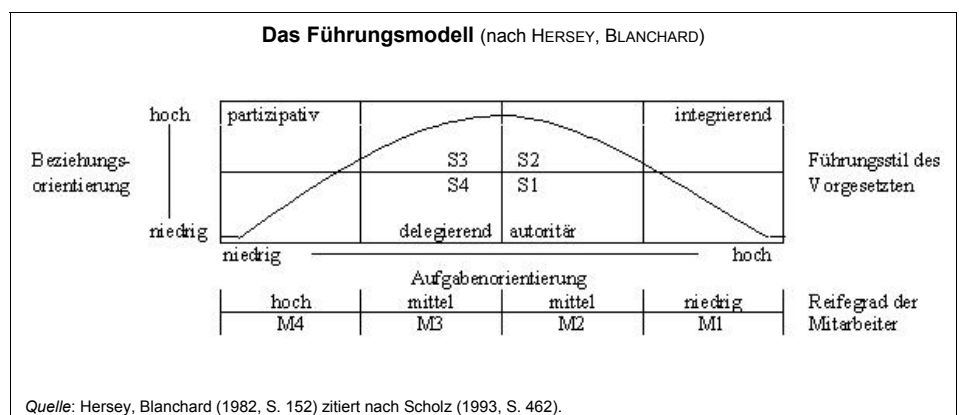 Das Führungsmodell (nach HERSEY, BLANCHARD)
hoch
partizipativ
integrierend
Beziehungs-
orientierung
S3
S2
Führungsstil des
Vorgesetzten
S4
S1
niedrig
delegierend
autoritär
niedrig
hoch
Aufgabenorientierung
hoch
mittel
mittel
niedrig
Reifegrad der
M4
M3
M2
M1
Mitarbeiter
Quelle: Hersey, Blanchard (1982, S. 152) zitiert nach Scholz (1993, S. 462).